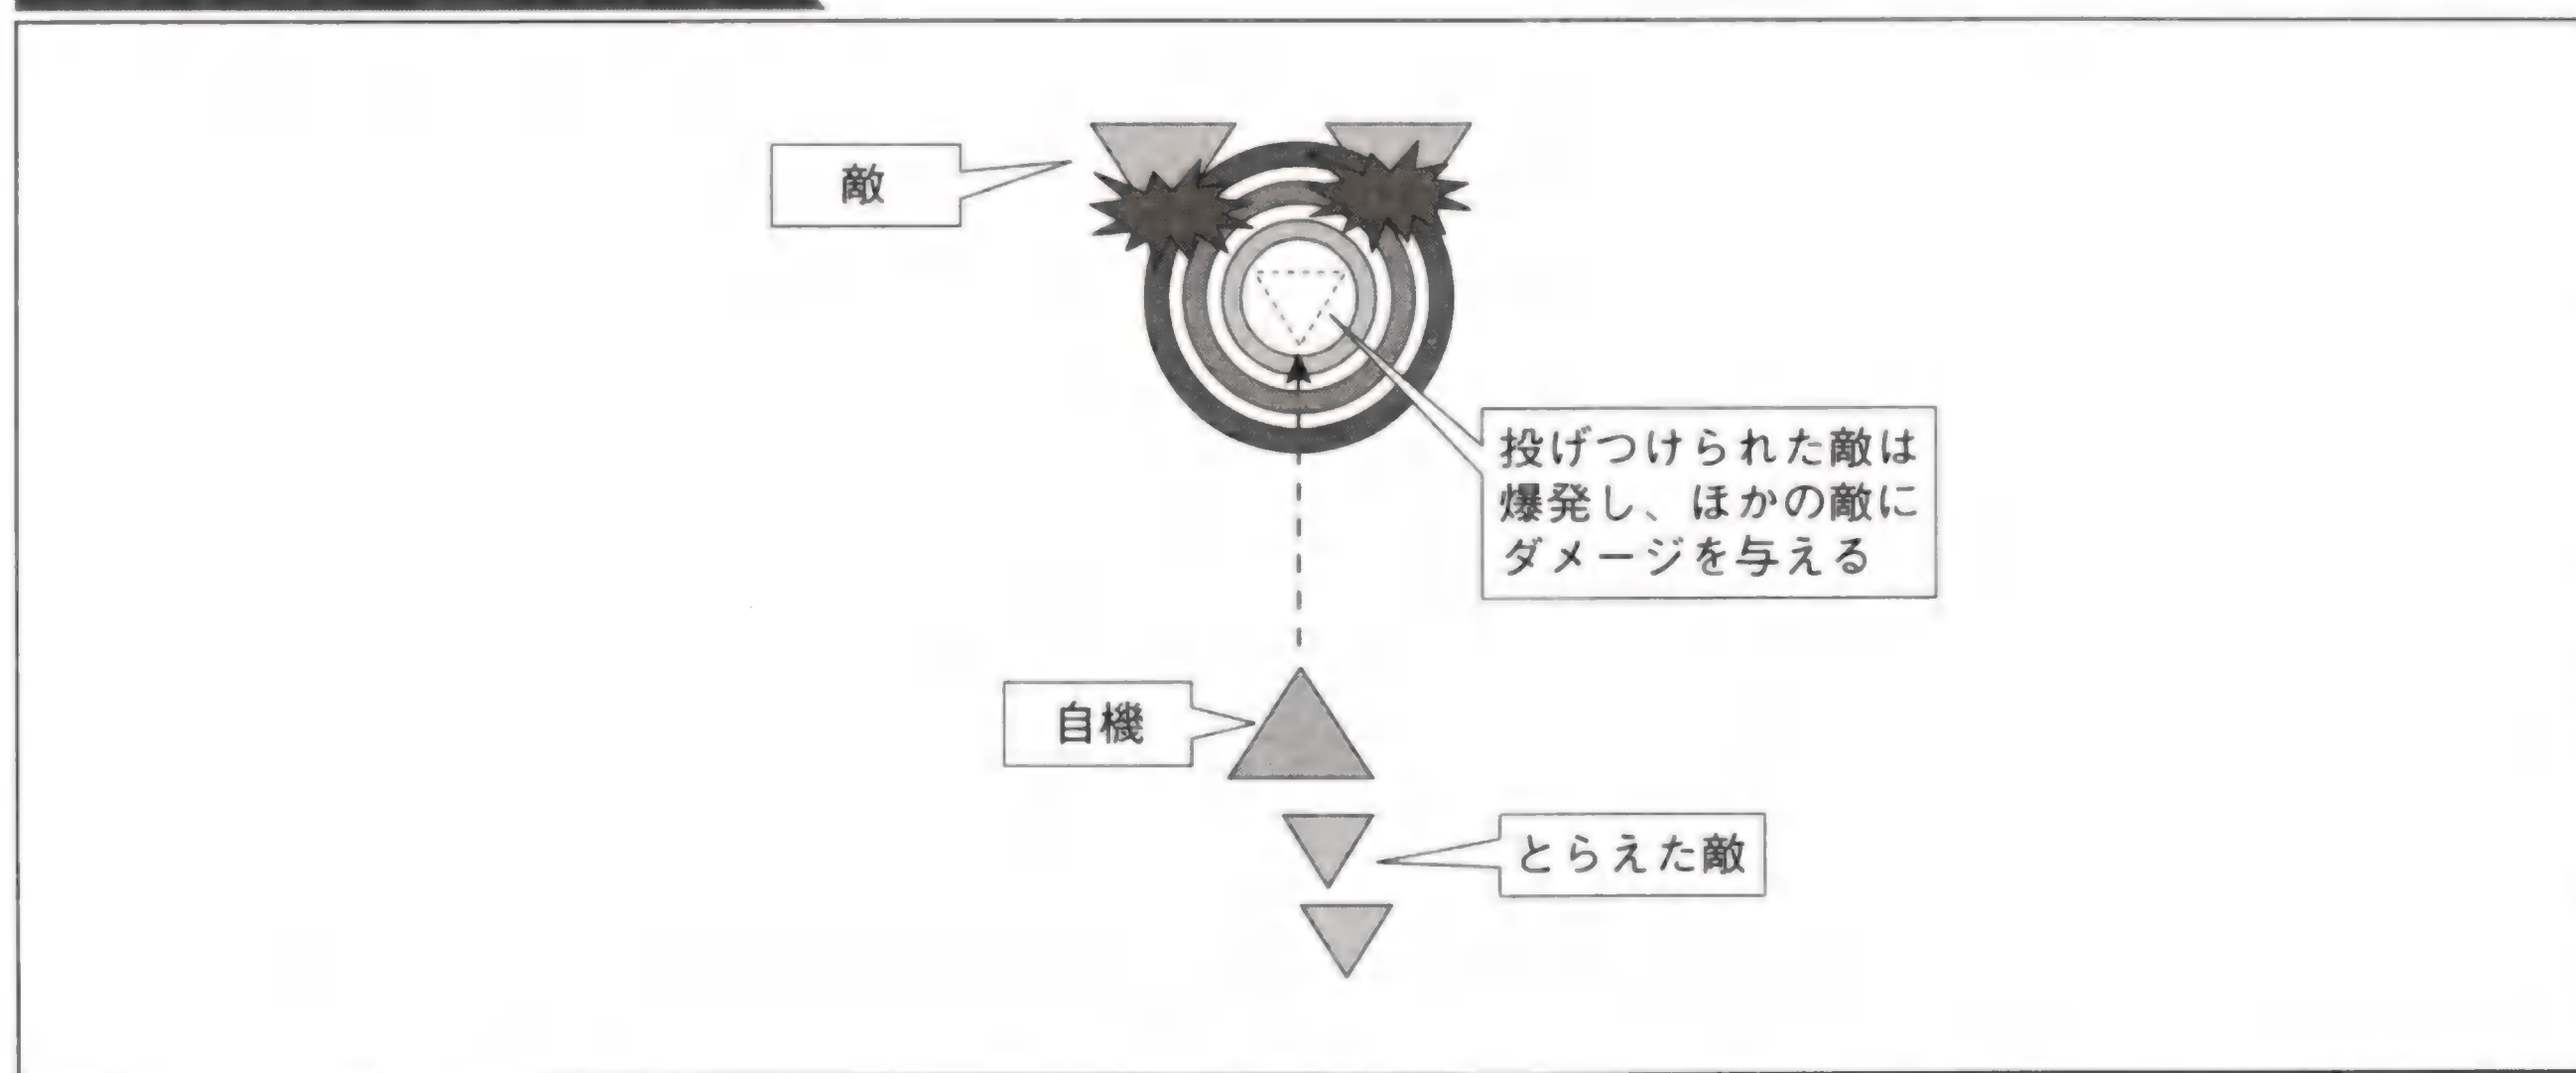 敵
投げつけられた敵は
爆発し、ほかの敵に
ダメージを与える
自機
とらえた敵